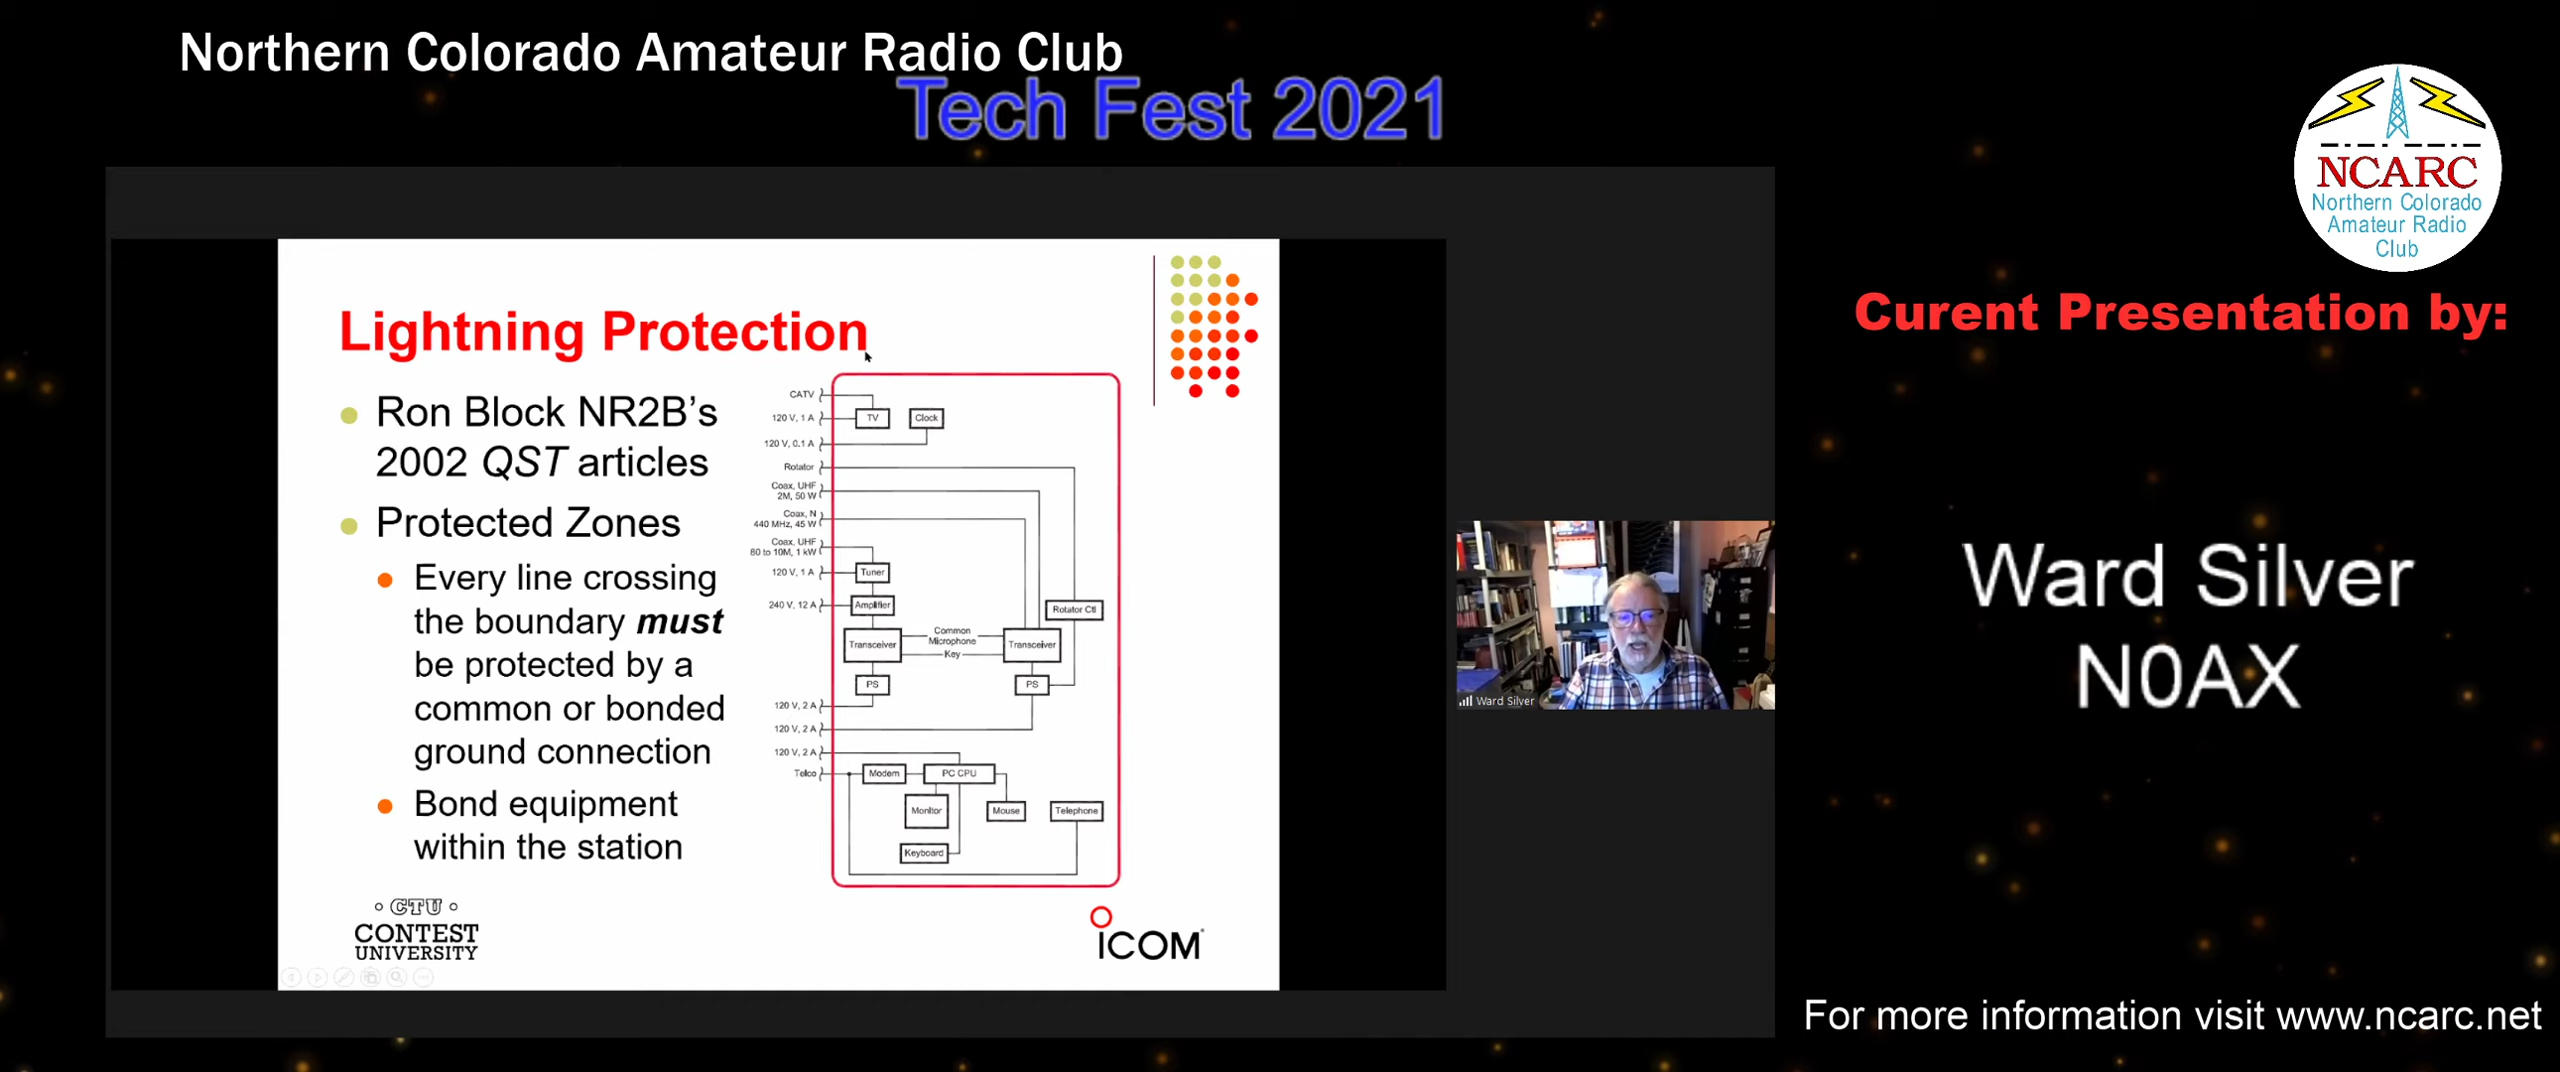 Northern Colorado Amateur Radio Club
Tech Fest 2021
NCARC
Northern Colorado
Amateur Radio
Club
Curent Presentation by:
Ward Silver
N0AX
For more information visit www.ncarc.net
Lightning Protection
Ron Block NR2B’s
2002 QST articles
Protected Zones
Every line crossing
the boundary must
be protected by a
common or bonded
ground connection
Bond equipment
within the station
CATV
120 V, 1 A
TV
Clock
120 V, 0.1 A
Rotator
Coax, UHF
2M, 50 W
Coax, N
440 MHz, 45 W
Coax, UHF
80 to 10M, 1 kW
120 V, 1 A
Tuner
240 V, 12 A
Amplifier
Rotator Ctl
Transceiver
Common
Microphone
Key
Transceiver
PS
PS
120 V, 2 A
120 V, 2 A
120 V, 2 A
Telco
Modem
PC CPU
Monitor
Mouse
Telephone
Keyboard
CTU
CONTEST
UNIVERSITY
ICOM
Ward Silver